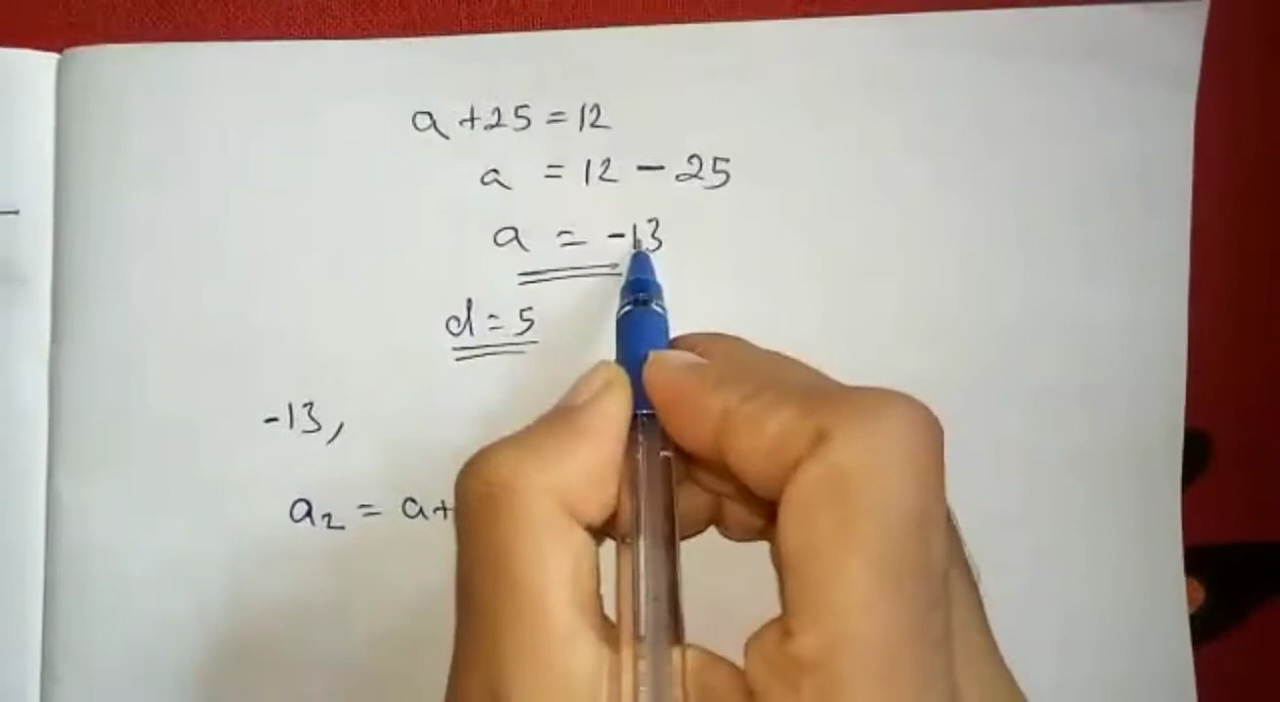 a +25 = 12
a = 12 - 25
a = -13
d = 5
-13,
a₂ = a+